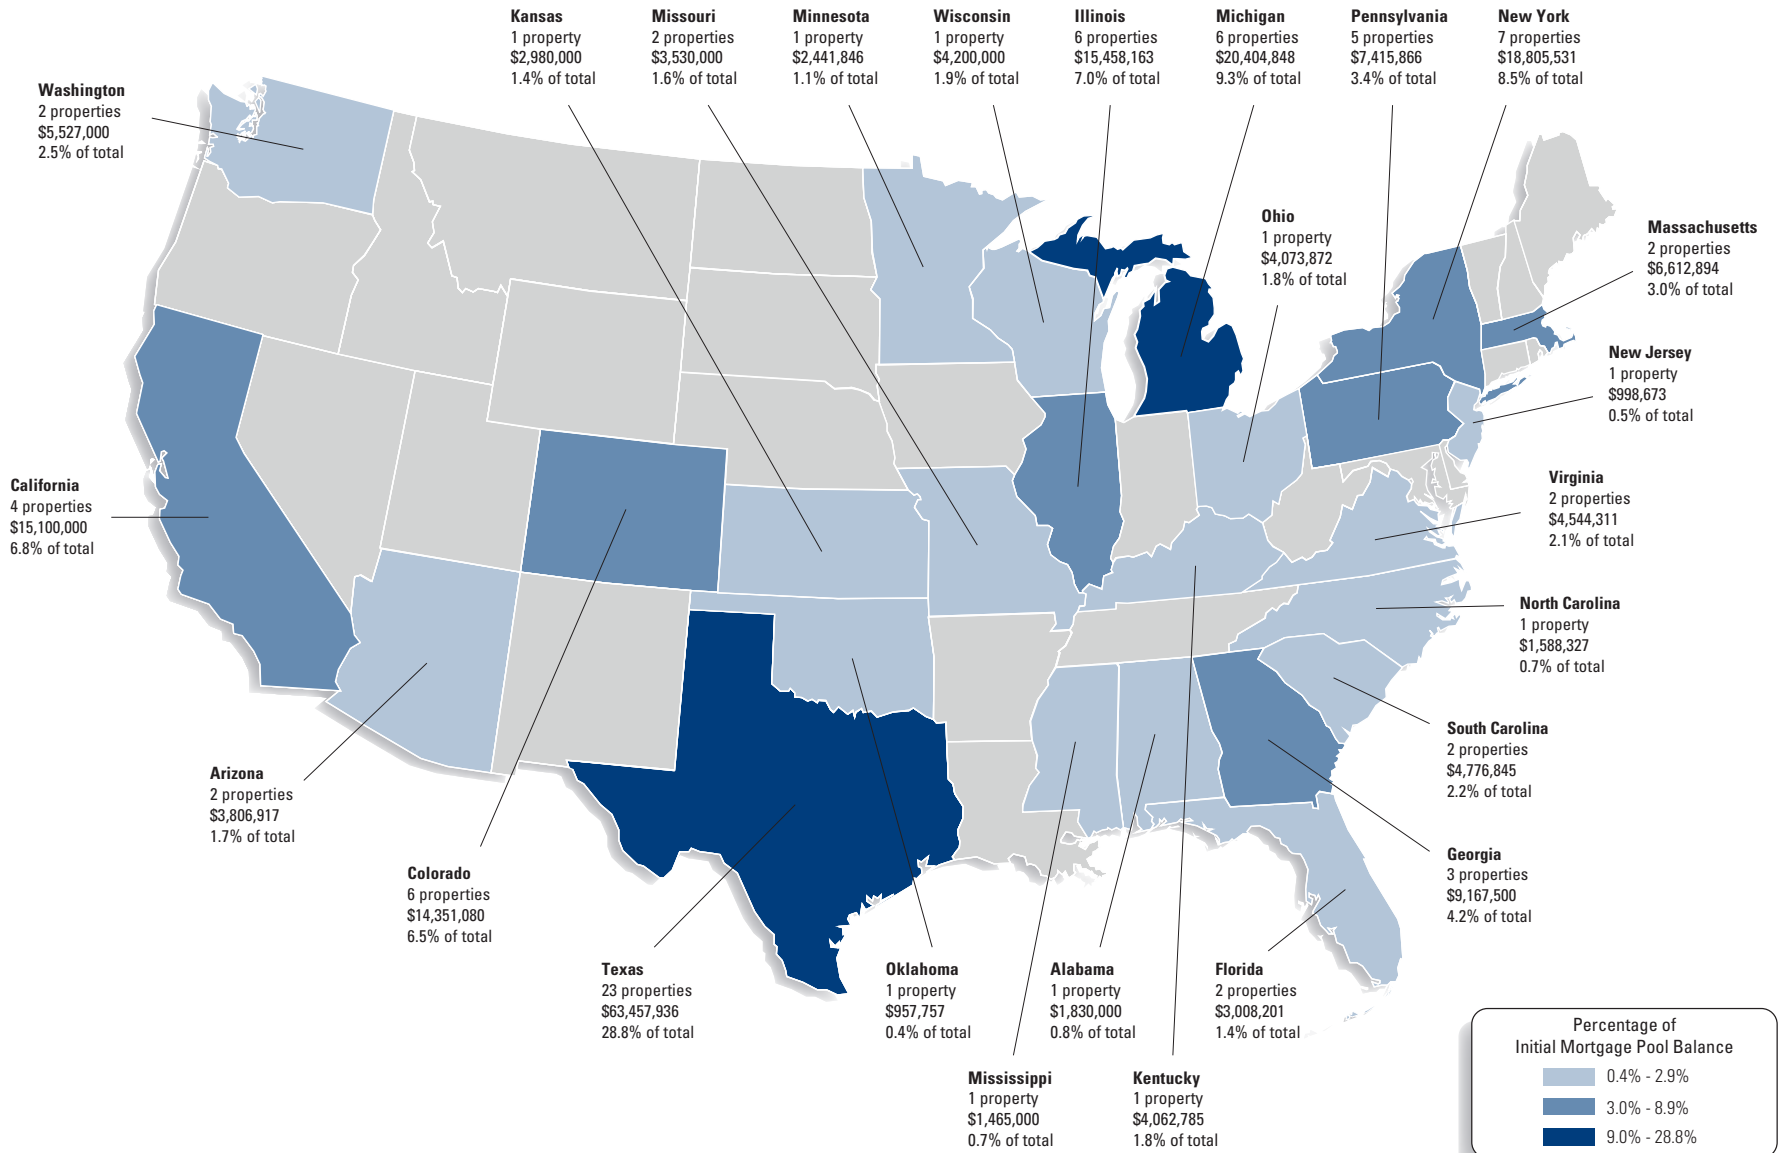 Kansas
1 property
$2,980,000
1.4% of total
Missouri
2 properties
$3,530,000
1.6% of total
Minnesota
1 property
$2,441,846
1.1% of total
Wisconsin
1 property
$4,200,000
1.9% of total
Illinois
6 properties
$15,458,163
7.0% of total
Michigan
6 properties
$20,404,848
9.3% of total
Pennsylvania
5 properties
$7,415,866
3.4% of total
New York
7 properties
$18,805,531
8.5% of total
Washington
2 properties
$5,527,000
2.5% of total
Ohio
1 property
$4,073,872
1.8% of total
Massachusetts
2 properties
$6,612,894
3.0% of total
New Jersey
1 property
$998,673
0.5% of total
California
4 properties
$15,100,000
6.8% of total
Virginia
2 properties
$4,544,311
2.1% of total
North Carolina
1 property
$1,588,327
0.7% of total
South Carolina
2 properties
$4,776,845
2.2% of total
Arizona
2 properties
$3,806,917
1.7% of total
Georgia
3 properties
$9,167,500
4.2% of total
Colorado
6 properties
$14,351,080
6.5% of total
Texas
23 properties
$63,457,936
28.8% of total
Oklahoma
1 property
$957,757
0.4% of total
Alabama
1 property
$1,830,000
0.8% of total
Florida
2 properties
$3,008,201
1.4% of total
Mississippi
1 property
$1,465,000
0.7% of total
Kentucky
1 property
$4,062,785
1.8% of total
Percentage of
Initial Mortgage Pool Balance
0.4% - 2.9%
3.0% - 8.9%
9.0% - 28.8%